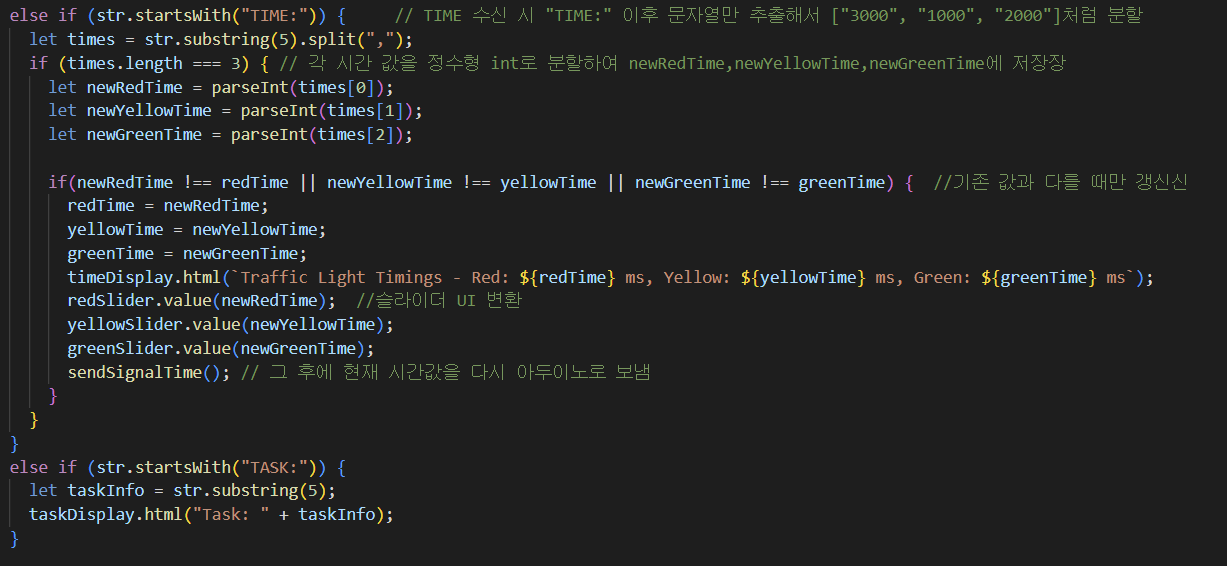 else if (str.startsWith("TIME:")) {     // TIME 수신 시 "TIME:" 이후 문자열만 추출해서 ["3000", "1000", "2000"]처럼 분할
  let times = str.substring(5).split(",");
  if (times.length === 3) { // 각 시간 값을 정수형 int로 분할하여 newRedTime,newYellowTime,newGreenTime에 저장장
    let newRedTime = parseInt(times[0]);
    let newYellowTime = parseInt(times[1]);
    let newGreenTime = parseInt(times[2]);

    if(newRedTime !== redTime || newYellowTime !== yellowTime || newGreenTime !== greenTime) {  //기존 값과 다를 때만 갱신신
      redTime = newRedTime;
      yellowTime = newYellowTime;
      greenTime = newGreenTime;
      timeDisplay.html(`Traffic Light Timings - Red: ${redTime} ms, Yellow: ${yellowTime} ms, Green: ${greenTime} ms`);
      redSlider.value(newRedTime);  //슬라이더 UI 변환
      yellowSlider.value(newYellowTime);
      greenSlider.value(newGreenTime);
      sendSignalTime(); // 그 후에 현재 시간값을 다시 아두이노로 보냄
    }
  }
}
else if (str.startsWith("TASK:")) {
  let taskInfo = str.substring(5);
  taskDisplay.html("Task: " + taskInfo);
}